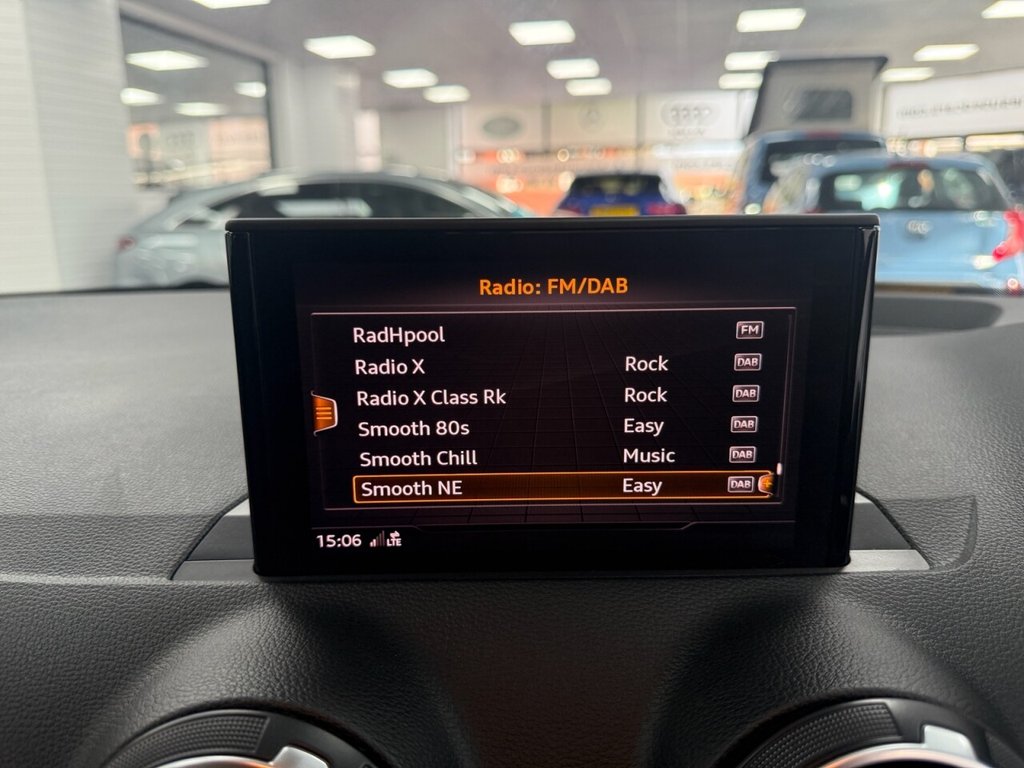 Radio: FM/DAB
RadHpool FM
Radio X Rock DAB
Radio X Class Rk Rock DAB
Smooth 80s Easy DAB
Smooth Chill Music DAB
Smooth NE Easy DAB
15:06 LTE